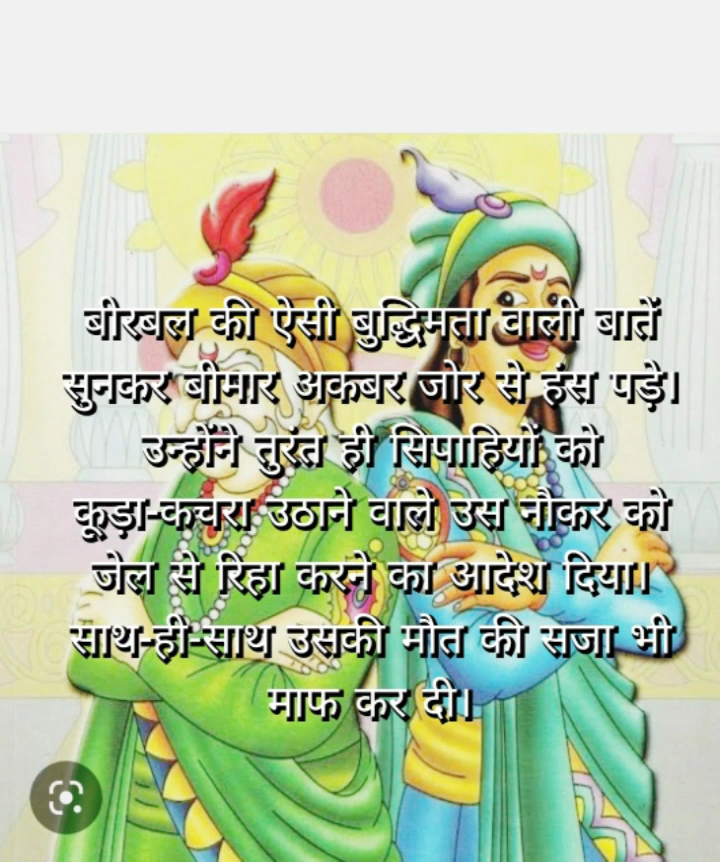 बीरबल की ऐसी बुद्धिमता वाली बातें
सुनकर बीमार अकबर जोर से हंस पड़े।
उन्होंने तुरंत ही सिपाहियों को
कूड़ा-कचरा उठाने वाले उस नौकर को
जेल से रिहा करने का आदेश दिया।
साथ-ही-साथ उसकी मौत की सजा भी
माफ कर दी।